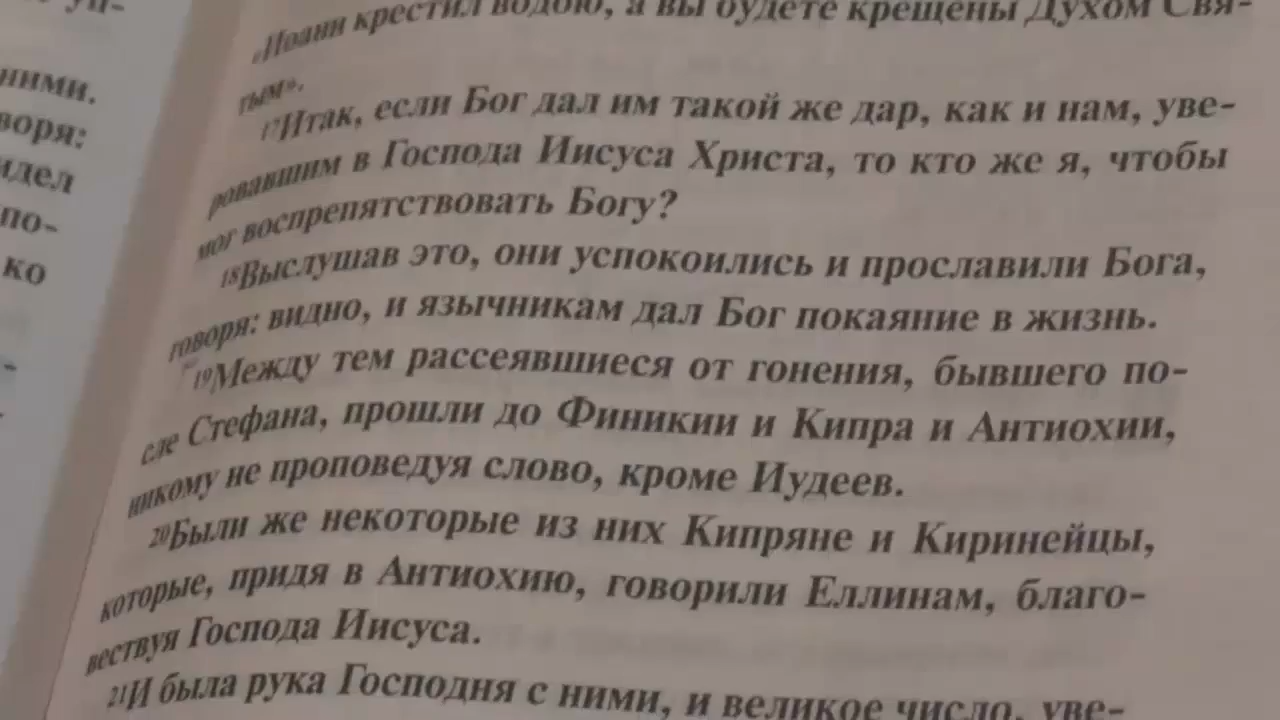 ними.
воря:
идел
по-
ко
«Иоанн крестил водою, а вы будете крещены Духом Свя-
тым».
17Итак, если Бог дал им такой же дар, как и нам, уве-
ровавшим в Господа Иисуса Христа, то кто же я, чтобы
мог воспрепятствовать Богу?
18Выслушав это, они успокоились и прославили Бога,
говоря: видно, и язычникам дал Бог покаяние в жизнь.
19Между тем рассеявшиеся от гонения, бывшего по-
сле Стефана, прошли до Финикии и Кипра и Антиохии,
никому не проповедуя слово, кроме Иудеев.
20Были же некоторые из них Кипряне и Киринейцы,
которые, придя в Антиохию, говорили Еллинам, благо-
вествуя Господа Иисуса.
21И была рука Господня с ними, и великое число, уве-